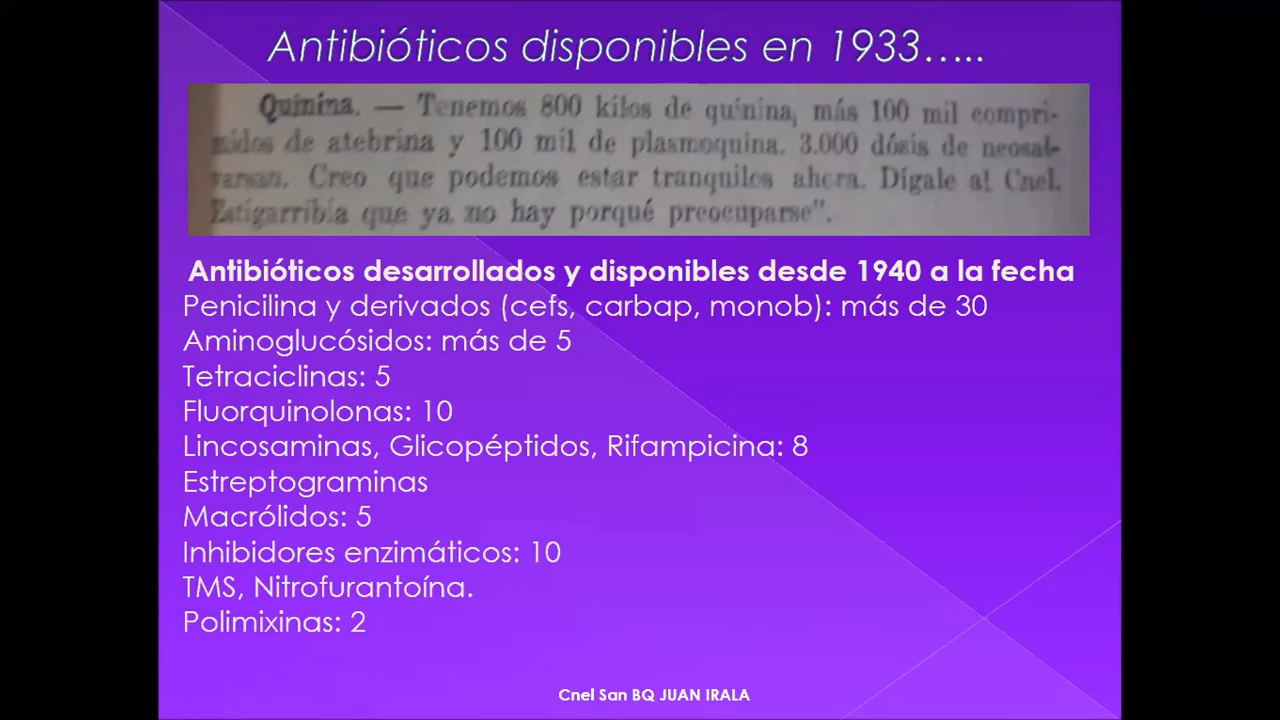 Antibióticos disponibles en 1933.....
Quinina. — Tenemos 800 kilos de quinina, más 100 mil compri-
midos de atebrina y 100 mil de plasmoquina. 3.000 dósis de neosal-
varsan. Creo que podemos estar tranquilos ahora. Dígale al Cnel.
Estigarribia que ya no hay porqué preocuparse".
Antibióticos desarrollados y disponibles desde 1940 a la fecha
Penicilina y derivados (cefs, carbap, monob): más de 30
Aminoglucósidos: más de 5
Tetraciclinas: 5
Fluorquinolonas: 10
Lincosaminas, Glicopéptidos, Rifampicina: 8
Estreptograminas
Macrólidos: 5
Inhibidores enzimáticos: 10
TMS, Nitrofurantoína.
Polimixinas: 2
Cnel San BQ JUAN IRALA